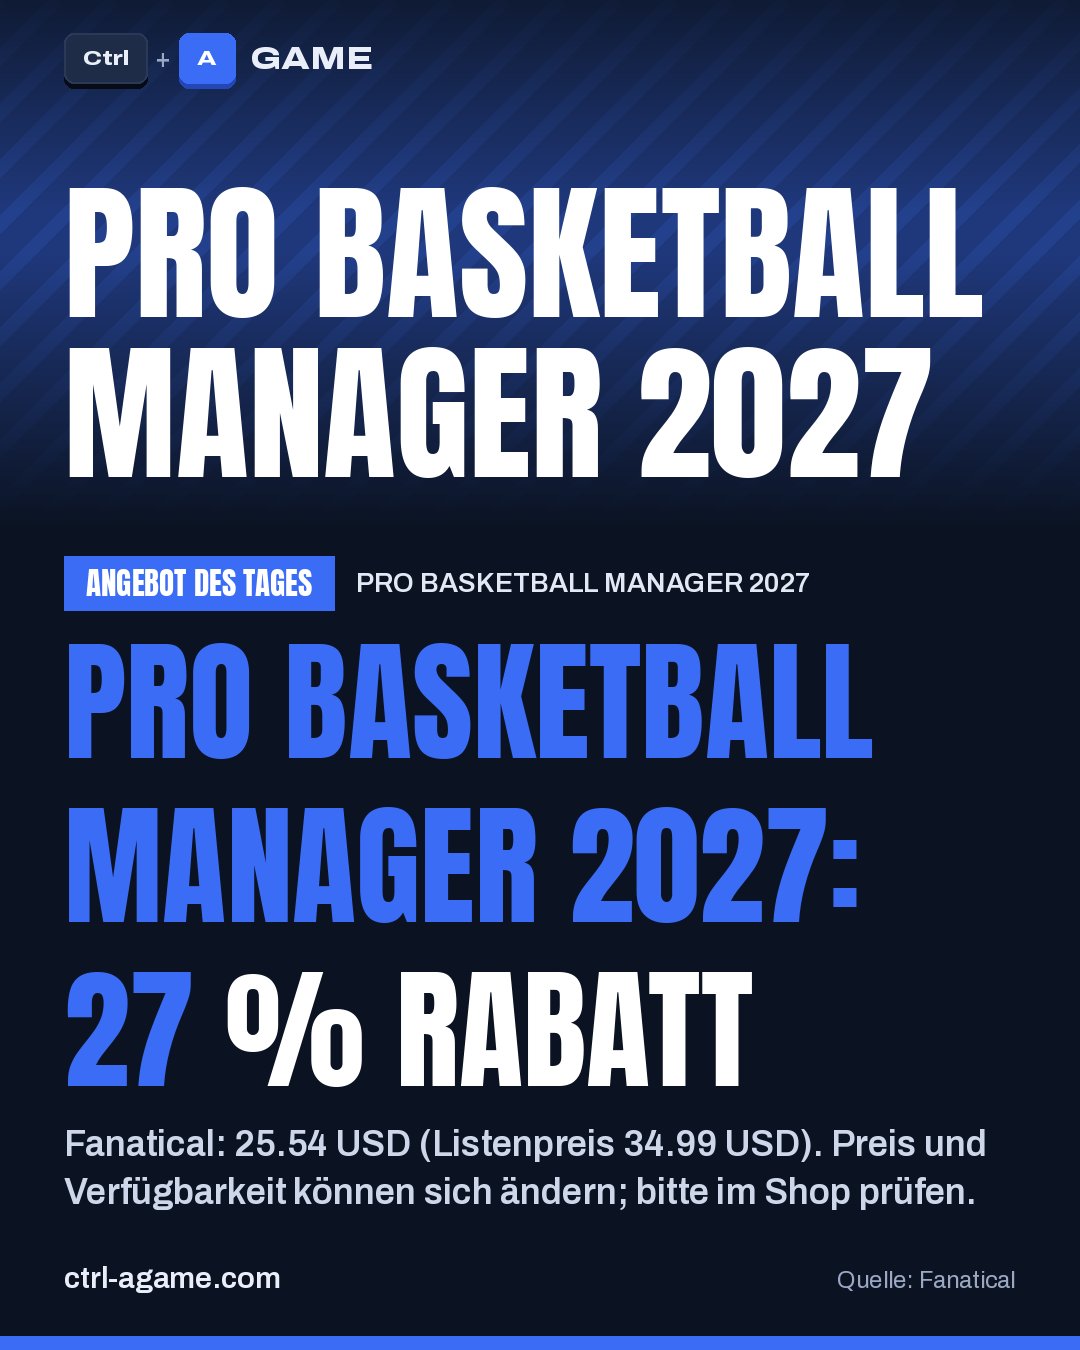 Ctrl + A GAME
PRO BASKETBALL
MANAGER 2027
ANGEBOT DES TAGES PRO BASKETBALL MANAGER 2027
PRO BASKETBALL
MANAGER 2027:
27 % RABATT
Fanatical: 25.54 USD (Listenpreis 34.99 USD). Preis und
Verfügbarkeit können sich ändern; bitte im Shop prüfen.
ctrl-agame.com Quelle: Fanatical